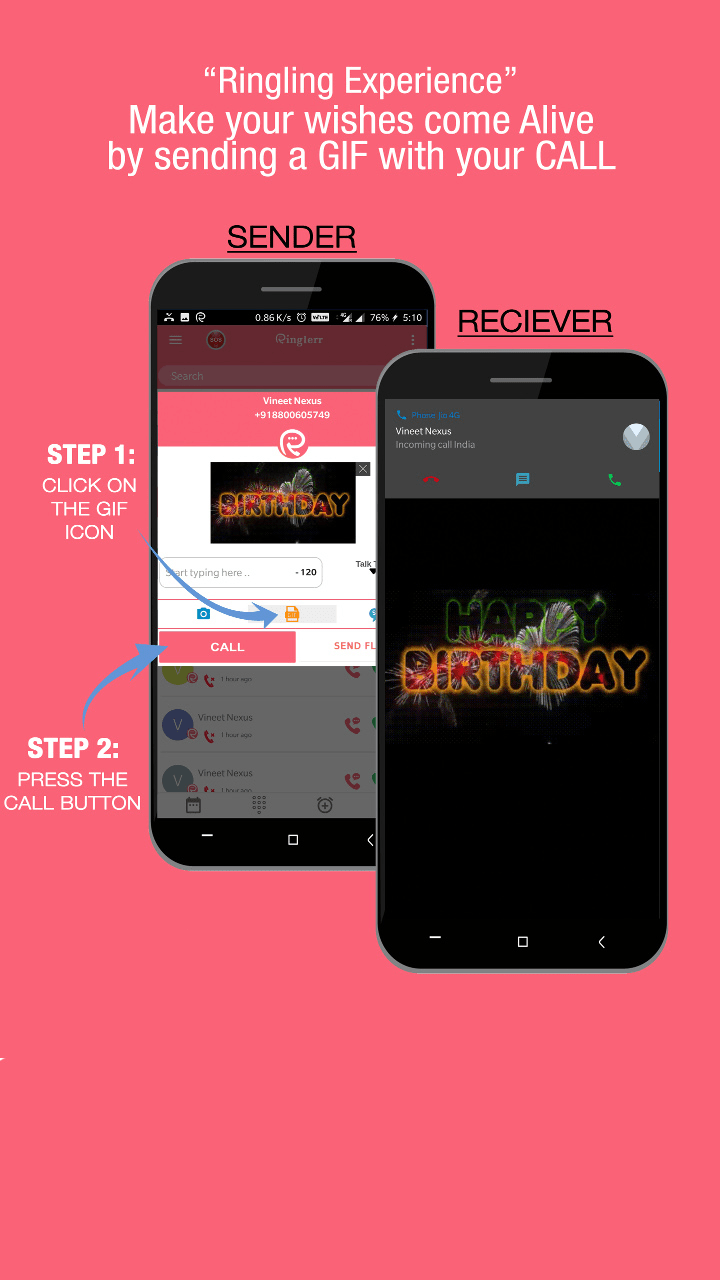 “Ringling Experience”
Make your wishes come Alive
by sending a GIF with your CALL
SENDER
0.86 K/s VoLTE 4G 76% 5:10
SOS Ringlerr
Search
Vineet Nexus
+918800605749
BIRTHDAY
Start typing here ..
- 120
Talk T
CALL
SEND FL
1 hour ago
V
Vineet Nexus
1 hour ago
V
Vineet Nexus
1 hour ago
STEP 1:
CLICK ON
THE GIF
ICON
STEP 2:
PRESS THE
CALL BUTTON
RECIEVER
Phone Jio 4G
Vineet Nexus
Incoming call India
HAPPY
BIRTHDAY